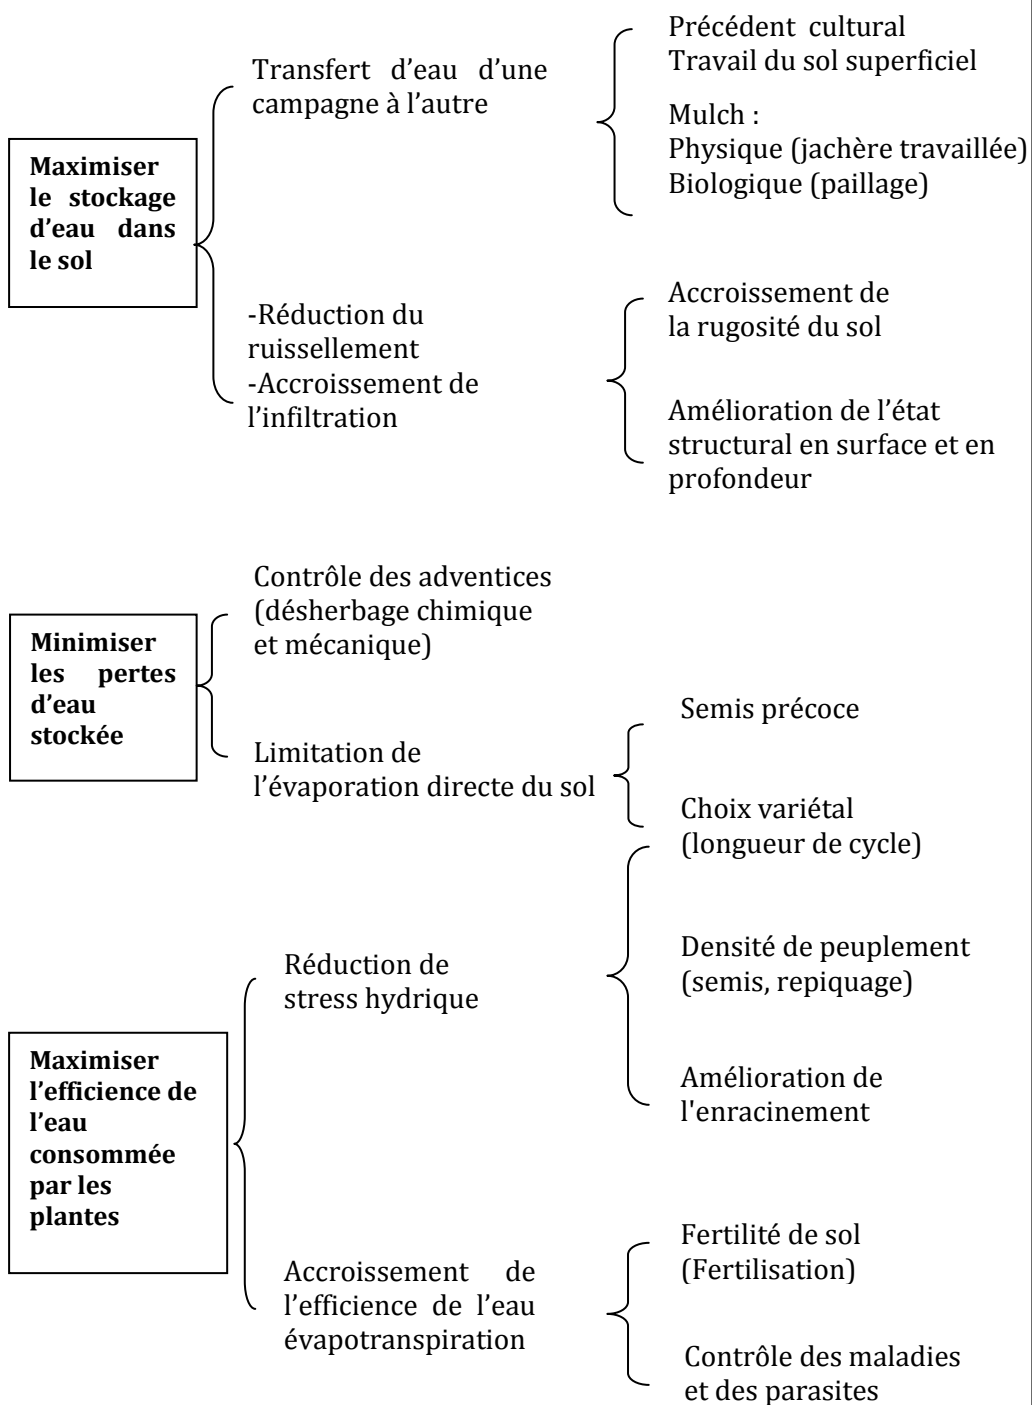 Précédent cultural
Travail du sol superficiel
Transfert d’eau d’une
campagne à l’autre
Mulch :
Physique (jachère travaillée)
Biologique (paillage)
Maximiser
le stockage
d’eau dans
le sol
-Réduction du
ruissellement
-Accroissement de
l’infiltration
Accroissement de
la rugosité du sol
Amélioration de l’état
structural en surface et en
profondeur
Minimiser
les pertes
d’eau
stockée
Contrôle des adventices
(désherbage chimique
et mécanique)
Limitation de
l’évaporation directe du sol
Semis précoce
Choix variétal
(longueur de cycle)
Maximiser
l’efficience de
l’eau
consommée
par les
plantes
Réduction de
stress hydrique
Densité de peuplement
(semis, repiquage)
Amélioration de
l'enracinement
Accroissement de
l’efficience de l’eau
évapotranspiration
Fertilité de sol
(Fertilisation)
Contrôle des maladies
et des parasites